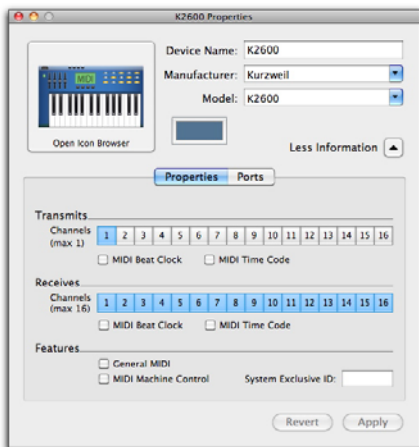 K2600 Properties
Device Name: K2600
Manufacturer: Kurzweil
Model: K2600
MIDI
Open Icon Browser
Less Information
Properties Ports
Transmits
Channels (max 1) 1 2 3 4 5 6 7 8 9 10 11 12 13 14 15 16
MIDI Beat Clock MIDI Time Code
Receives
Channels (max 16) 1 2 3 4 5 6 7 8 9 10 11 12 13 14 15 16
MIDI Beat Clock MIDI Time Code
Features
General MIDI
MIDI Machine Control System Exclusive ID:
Revert Apply